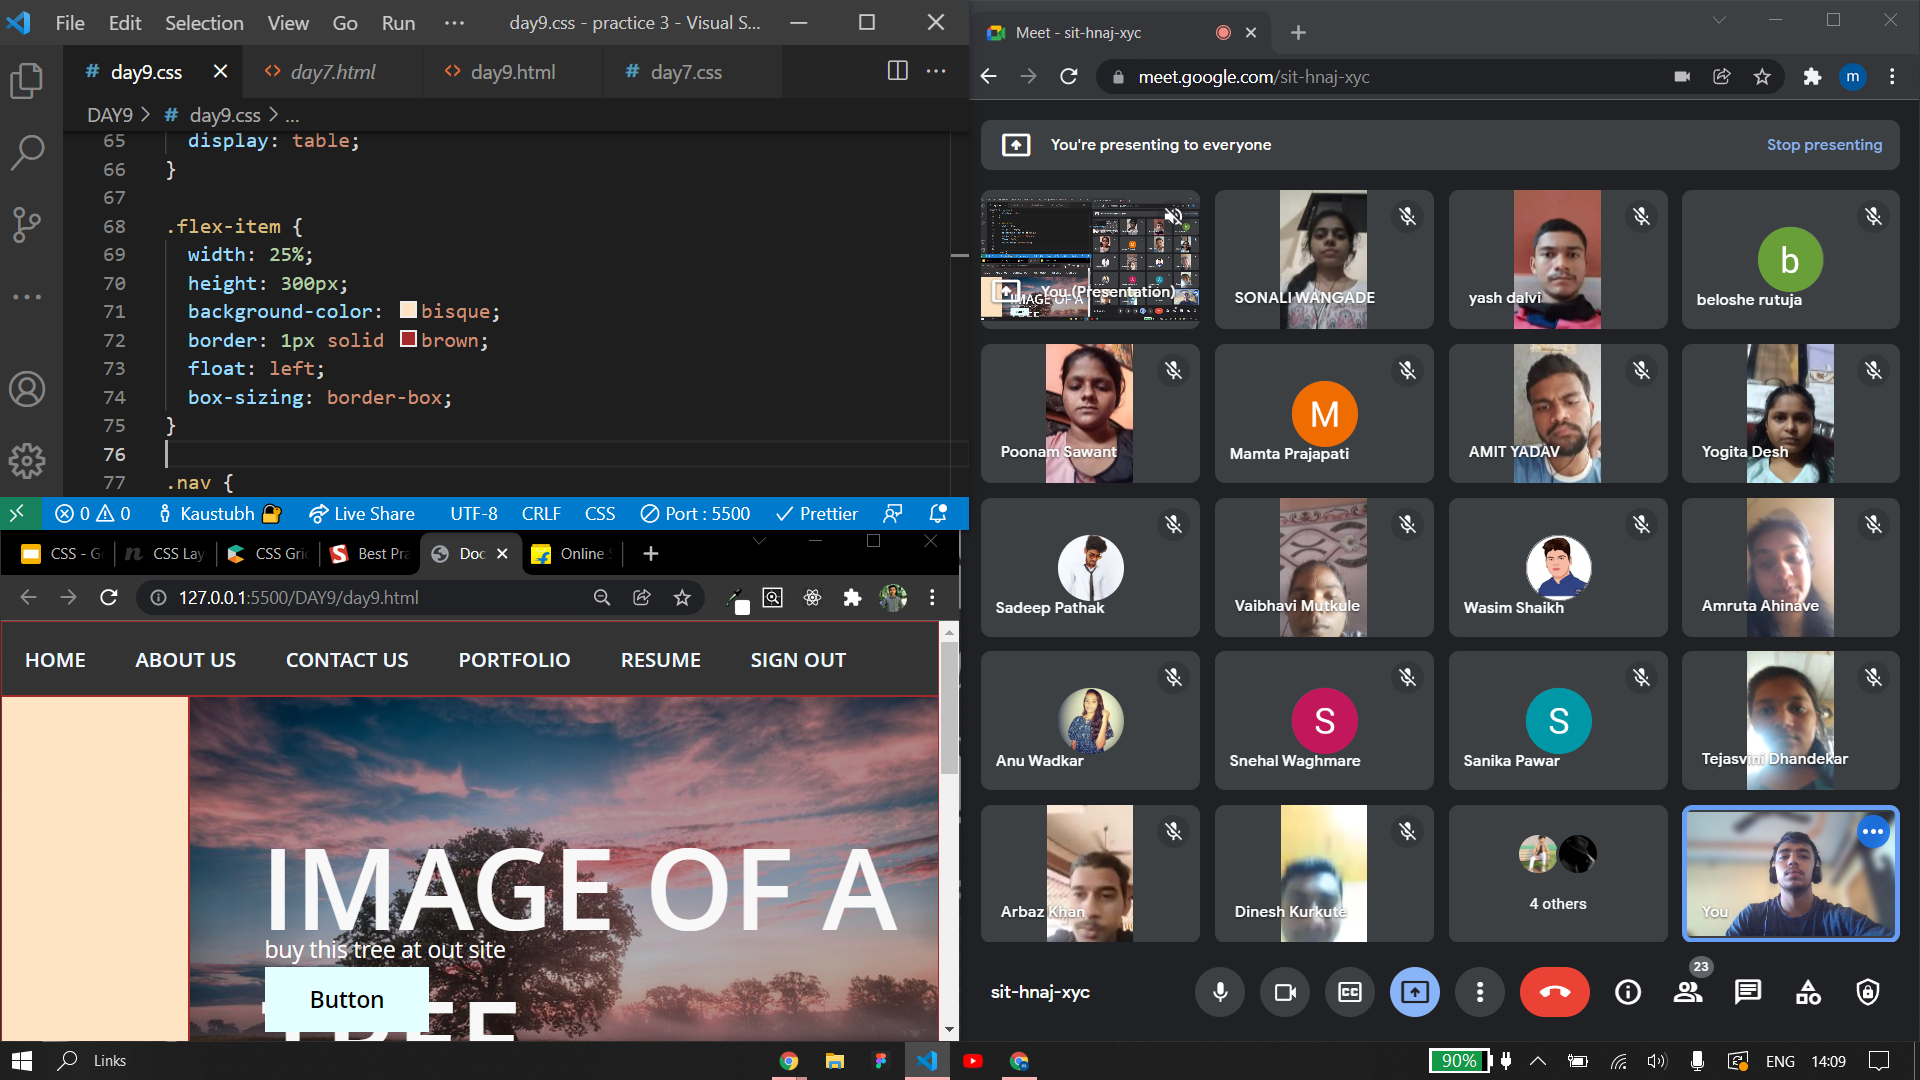 File Edit Selection View Go Run ··· day9.css - practice 3 - Visual S...
# day9.css <> day7.html <> day9.html # day7.css ···
DAY9 > # day9.css > ...
65 display: table;
66 }
67
68 .flex-item {
69 width: 25%;
70 height: 300px;
71 background-color: bisque;
72 border: 1px solid brown;
73 float: left;
74 box-sizing: border-box;
75 }
76
77 .nav {
0 0 Kaustubh Live Share UTF-8 CRLF CSS Port : 5500 Prettier
CSS - G CSS Lay CSS Gri Best Pra Doc Online
127.0.0.1:5500/DAY9/day9.html
HOME ABOUT US CONTACT US PORTFOLIO RESUME SIGN OUT
IMAGE OF A
buy this tree at out site
Button
TREE
Meet - sit-hnaj-xyc
meet.google.com/sit-hnaj-xyc m
You're presenting to everyone Stop presenting
You (Presentation) SONALI WANGADE yash dalvi b beloshe rutuja
Poonam Sawant M Mamta Prajapati AMIT YADAV Yogita Desh
Sadeep Pathak Vaibhavi Mutkule Wasim Shaikh Amruta Ahinave
Anu Wadkar S Snehal Waghmare S Sanika Pawar Tejasvini Dhandekar
Arbaz Khan Dinesh Kurkute 4 others You
sit-hnaj-xyc 23
Links 90% ENG 14:09